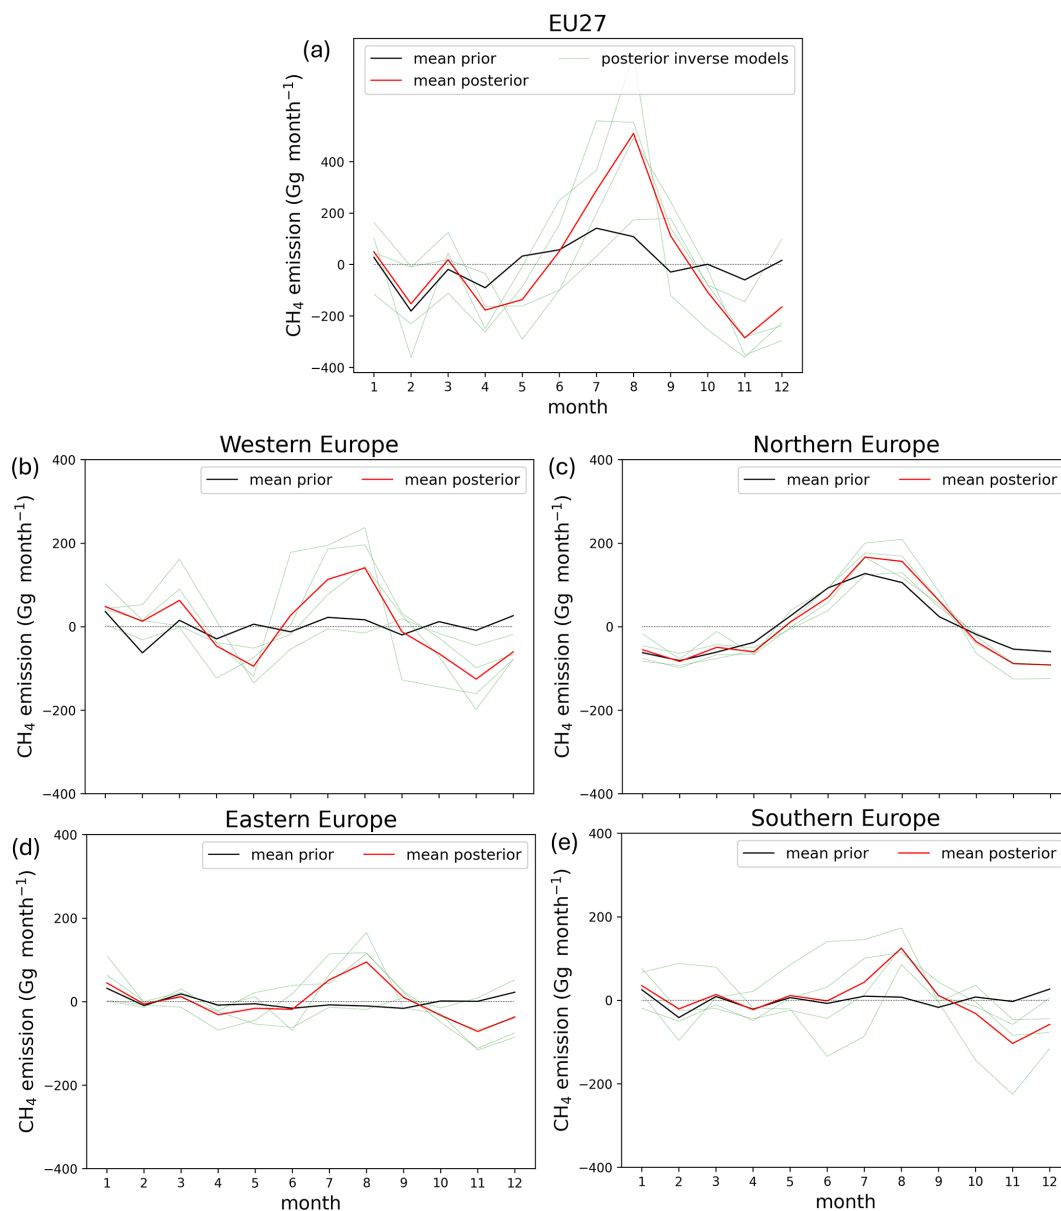 EU27
(a)
mean prior
mean posterior
posterior inverse models
CH₄ emission (Gg month⁻¹)
400
200
0
−200
−400
1 2 3 4 5 6 7 8 9 10 11 12
month
Western Europe
(b)
mean prior
mean posterior
CH₄ emission (Gg month⁻¹)
400
200
0
−200
−400
Northern Europe
(c)
mean prior
mean posterior
CH₄ emission (Gg month⁻¹)
400
200
0
−200
−400
Eastern Europe
(d)
mean prior
mean posterior
CH₄ emission (Gg month⁻¹)
400
200
0
−200
−400
1 2 3 4 5 6 7 8 9 10 11 12
month
Southern Europe
(e)
mean prior
mean posterior
CH₄ emission (Gg month⁻¹)
400
200
0
−200
−400
1 2 3 4 5 6 7 8 9 10 11 12
month